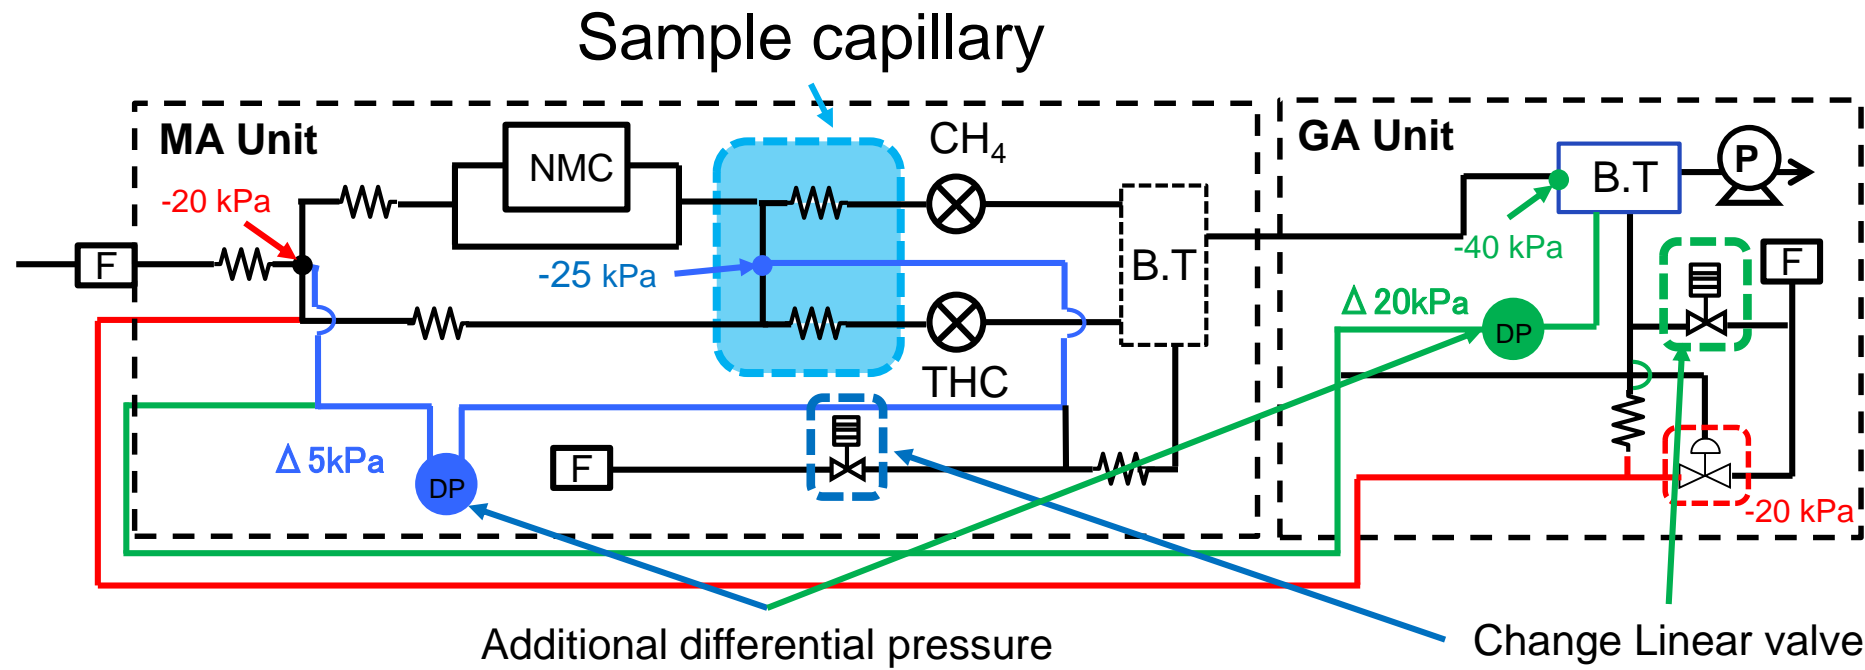 Sample capillary
MA Unit
GA Unit
NMC
CH4
B.T
P
-20 kPa
F
-25 kPa
B.T
-40 kPa
F
Δ 20kPa
DP
THC
Δ 5kPa
DP
F
-20 kPa
Additional differential pressure
Change Linear valve